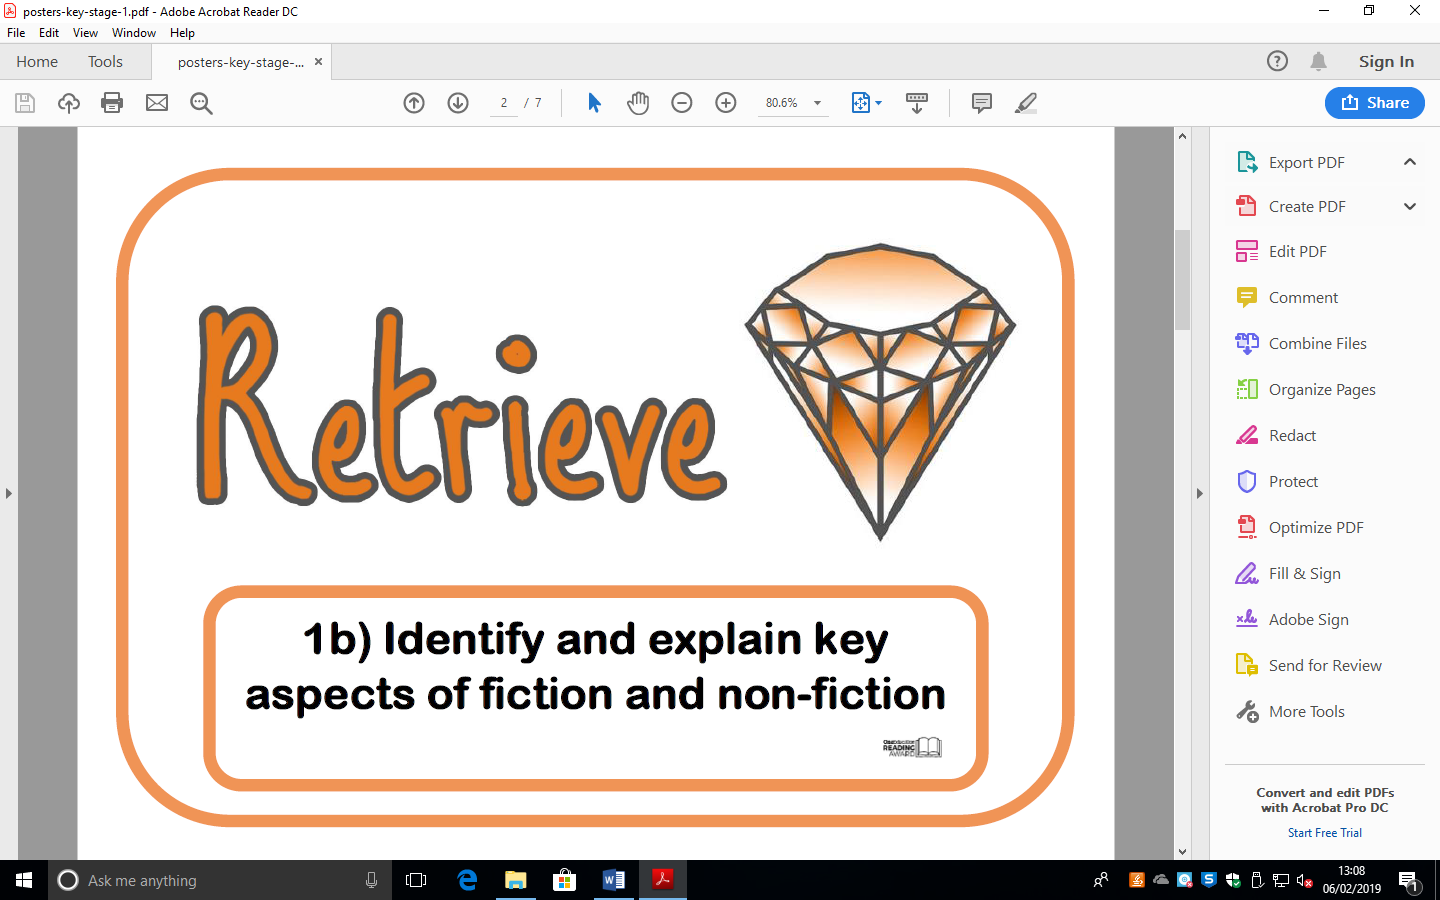 posters-key-stage-1.pdf - Adobe Acrobat Reader DC
File Edit View Window Help
Home Tools posters-key-stage-... × Sign In
2 / 7 80.6% Share
Retrieve
1b) Identify and explain key
aspects of fiction and non-fiction
READING
AWARD
Export PDF
Create PDF
Edit PDF
Comment
Combine Files
Organize Pages
Redact
Protect
Optimize PDF
Fill & Sign
Adobe Sign
Send for Review
More Tools
Convert and edit PDFs
with Acrobat Pro DC
Start Free Trial
Ask me anything
13:08
06/02/2019
1